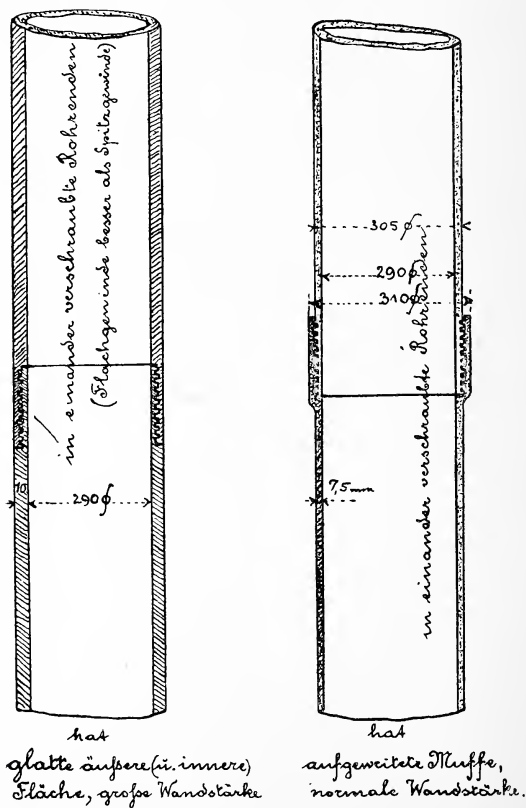 in einander verschraubte Rohrenden
(Flachgewinde besser als Spitzgewinde)
10
290 ϕ
hat
glatte äußere (u. innere)
Fläche, große Wandstärke
305 ϕ
290 ϕ
310 ϕ
in einander verschraubte Rohrenden
7,5 mm
hat
aufgeweitete Muffe,
normale Wandstärke.